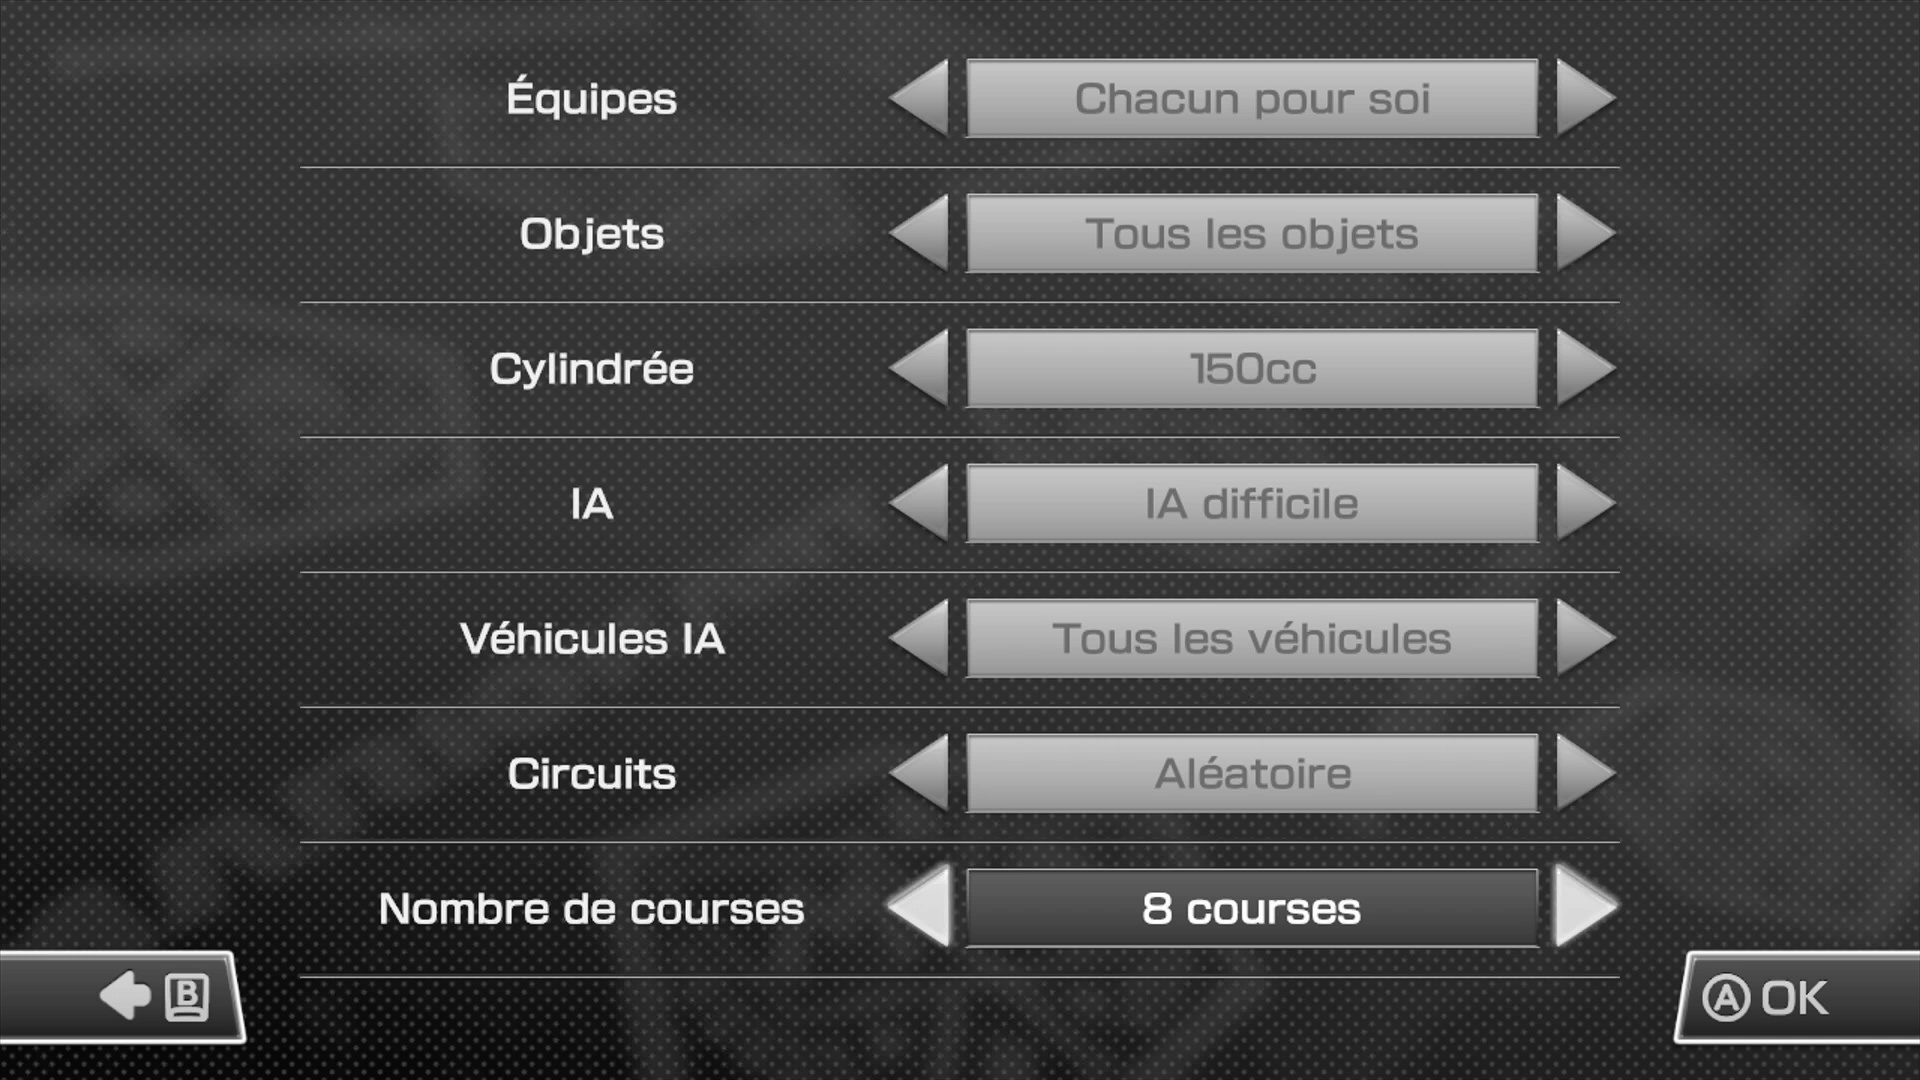 Équipes
Chacun pour soi
Objets
Tous les objets
Cylindrée
150cc
IA
IA difficile
Véhicules IA
Tous les véhicules
Circuits
Aléatoire
Nombre de courses
8 courses
B
A OK